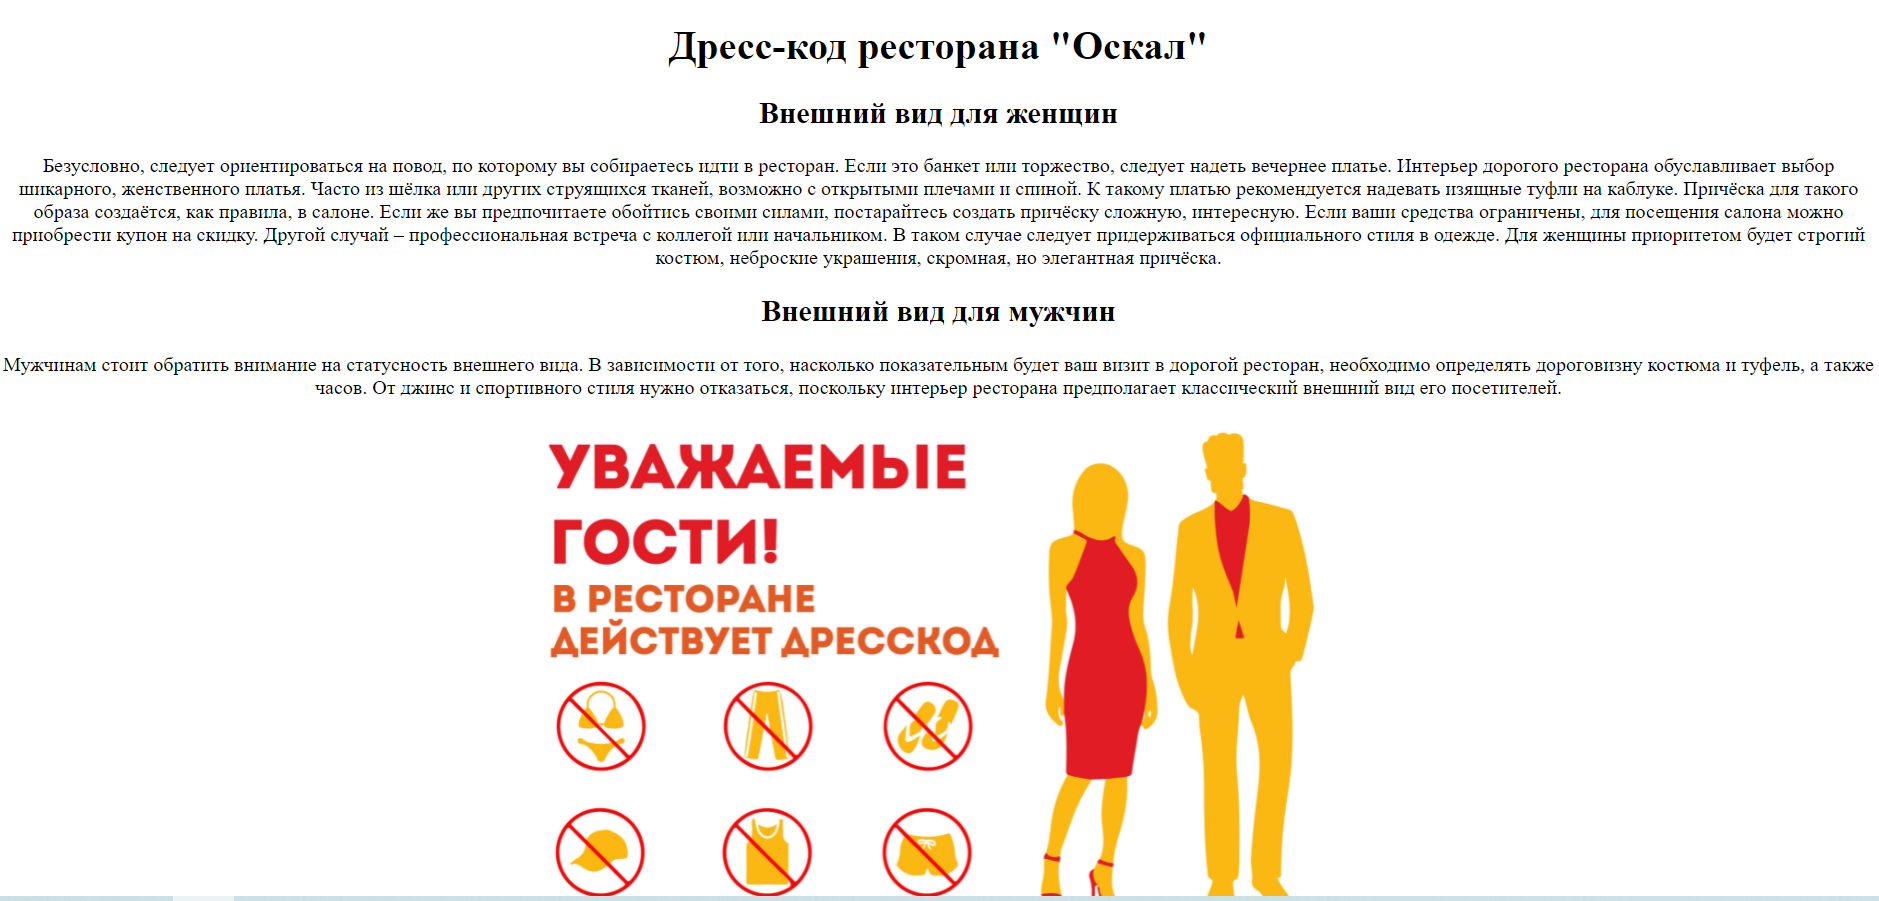 Дресс-код ресторана "Оскал"
Внешний вид для женщин
Безусловно, следует ориентироваться на повод, по которому вы собираетесь идти в ресторан. Если это банкет или торжество, следует надеть вечернее платье. Интерьер дорогого ресторана обуславливает выбор
шикарного, женственного платья. Часто из шёлка или других струящихся тканей, возможно с открытыми плечами и спиной. К такому платью рекомендуется надевать изящные туфли на каблуке. Причёска для такого
образа создаётся, как правила, в салоне. Если же вы предпочитаете обойтись своими силами, постарайтесь создать причёску сложную, интересную. Если ваши средства ограничены, для посещения салона можно
приобрести купон на скидку. Другой случай – профессиональная встреча с коллегой или начальником. В таком случае следует придерживаться официального стиля в одежде. Для женщины приоритетом будет строгий
костюм, неброские украшения, скромная, но элегантная причёска.
Внешний вид для мужчин
Мужчинам стоит обратить внимание на статусность внешнего вида. В зависимости от того, насколько показательным будет ваш визит в дорогой ресторан, необходимо определять дороговизну костюма и туфель, а также
часов. От джинс и спортивного стиля нужно отказаться, поскольку интерьер ресторана предполагает классический внешний вид его посетителей.
УВАЖАЕМЫЕ
ГОСТИ!
В РЕСТОРАНЕ
ДЕЙСТВУЕТ ДРЕССКОД